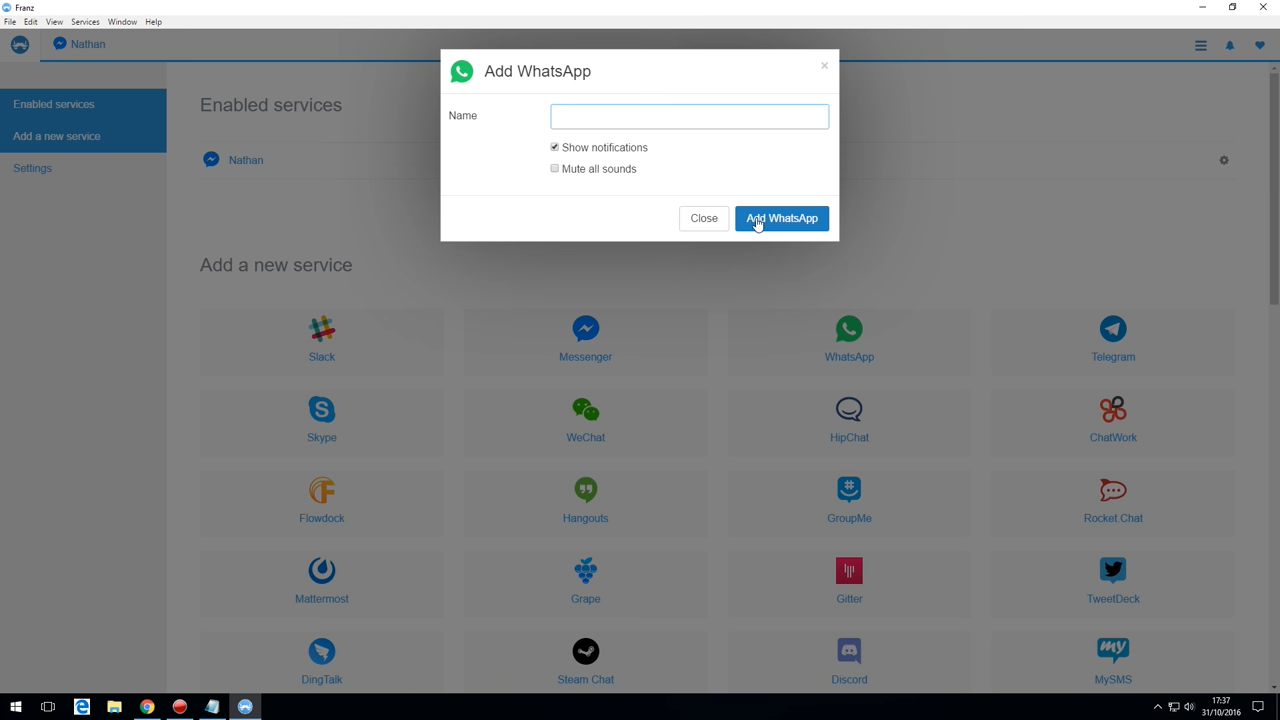 Franz
File Edit View Services Window Help
Nathan
Add WhatsApp
×
Name
Show notifications
Mute all sounds
Close Add WhatsApp
Enabled services
Add a new service
Settings
Enabled services
Nathan
Add a new service
Slack Messenger WhatsApp Telegram
Skype WeChat HipChat ChatWork
Flowdock Hangouts GroupMe Rocket.Chat
Mattermost Grape Gitter TweetDeck
my
DingTalk Steam Chat Discord MySMS
17:37
31/10/2016